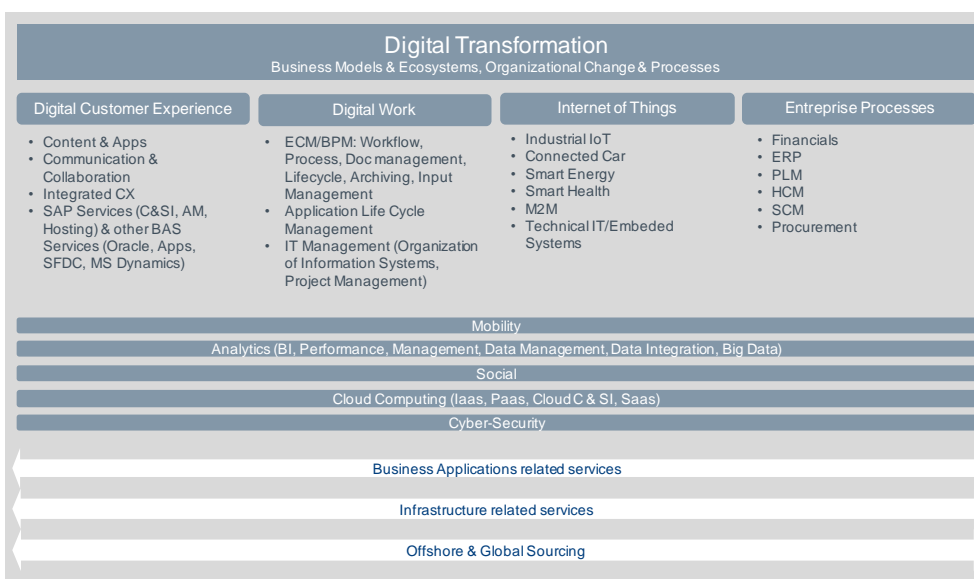 Digital Transformation
Business Models & Ecosystems, Organizational Change & Processes
Digital Customer Experience
• Content & Apps
• Communication &
Collaboration
• Integrated CX
• SAP Services (C&SI, AM,
Hosting) & other BAS
Services (Oracle, Apps,
SFDC, MS Dynamics)
Digital Work
• ECM/BPM: Workflow,
Process, Doc management,
Lifecycle, Archiving, Input
Management
• Application Life Cycle
Management
• IT Management (Organization
of Information Systems,
Project Management)
Internet of Things
• Industrial IoT
• Connected Car
• Smart Energy
• Smart Health
• M2M
• Technical IT/Embeded
Systems
Entreprise Processes
• Financials
• ERP
• PLM
• HCM
• SCM
• Procurement
Mobility
Analytics (BI, Performance, Management, Data Management, Data Integration, Big Data)
Social
Cloud Computing (Iaas, Paas, Cloud C & SI, Saas)
Cyber-Security
Business Applications related services
Infrastructure related services
Offshore & Global Sourcing